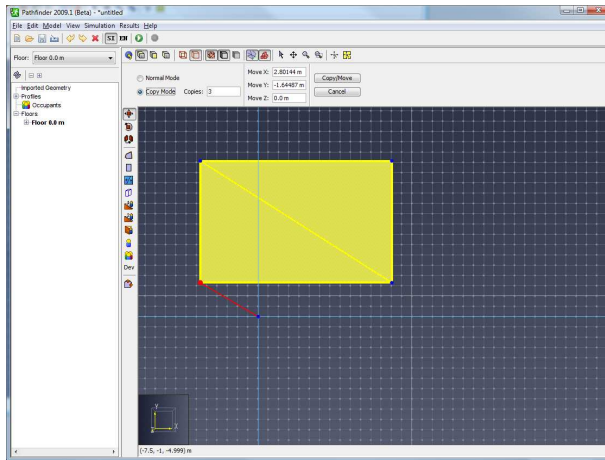 Pathfinder 2009.1 (Beta) - *untitled
File Edit Model View Simulation Results Help
SI EN
Floor: Floor 0.0 m
Normal Mode
Copy Mode Copies: 3
Move X: 2.80144 m
Move Y: -1.64487 m
Move Z: 0.0 m
Copy/Move
Cancel
Imported Geometry
Profiles
Occupants
Floors
Floor 0.0 m
Dev
Y
Z X
(-7.5, -1, -4.999) m